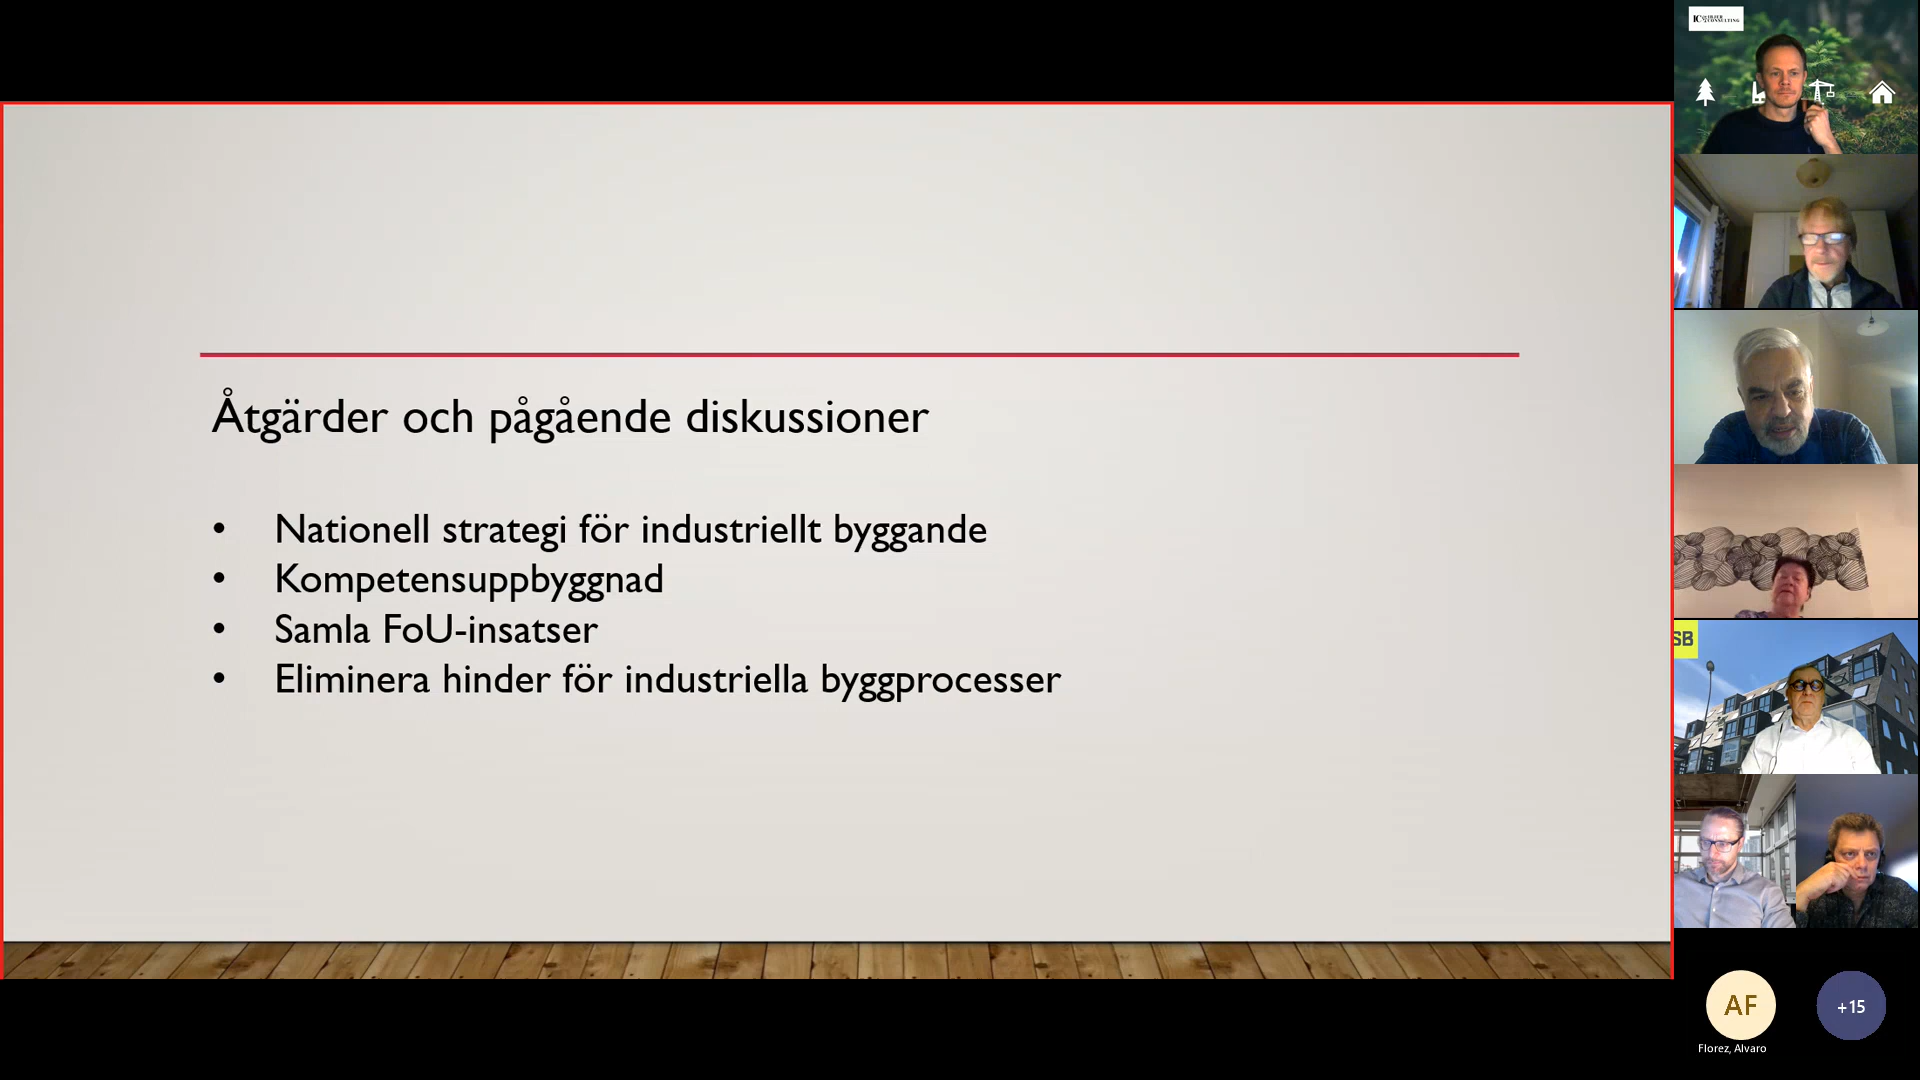 Åtgärder och pågående diskussioner
• Nationell strategi för industriellt byggande
• Kompetensuppbyggnad
• Samla FoU-insatser
• Eliminera hinder för industriella byggprocesser
SB
AF
+15
Florez, Alvaro